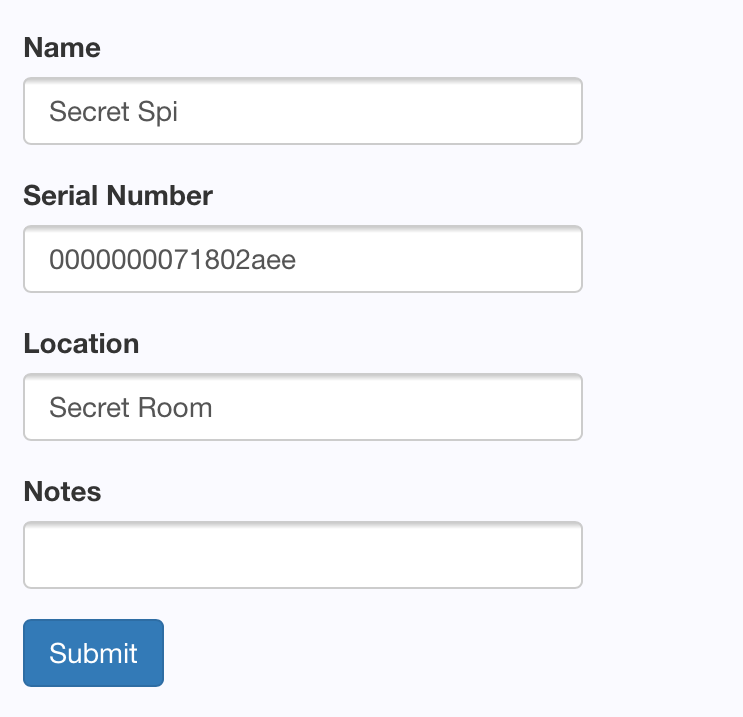 Name
Secret Spi
Serial Number
0000000071802aee
Location
Secret Room
Notes
Submit